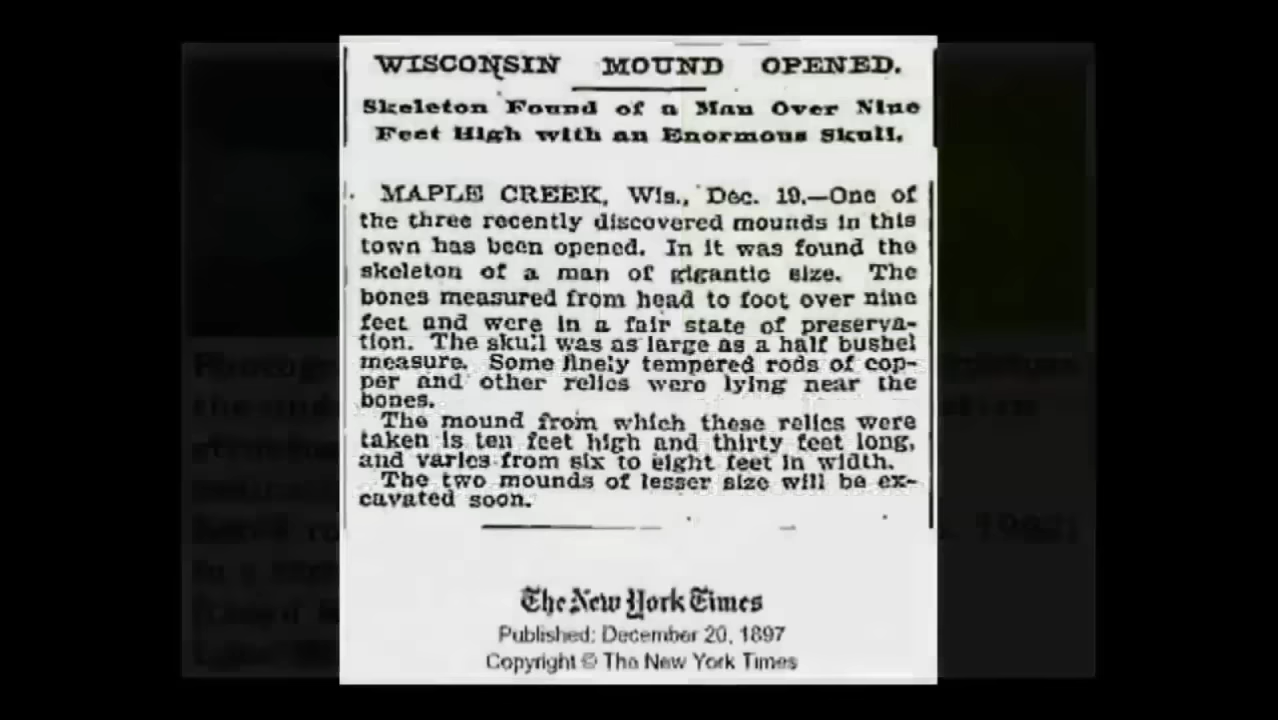 WISCONSIN MOUND OPENED.
Skeleton Found of a Man Over Nine
Feet High with an Enormous Skull.
MAPLE CREEK, Wis., Dec. 19.—One of
the three recently discovered mounds in this
town has been opened. In it was found the
skeleton of a man of gigantic size. The
bones measured from head to foot over nine
feet and were in a fair state of preserva-
tion. The skull was as large as a half bushel
measure. Some finely tempered rods of cop-
per and other relics were lying near the
bones.
The mound from which these relics were
taken is ten feet high and thirty feet long,
and varies from six to eight feet in width.
The two mounds of lesser size will be ex-
cavated soon.
The New York Times
Published: December 20, 1897
Copyright © The New York Times